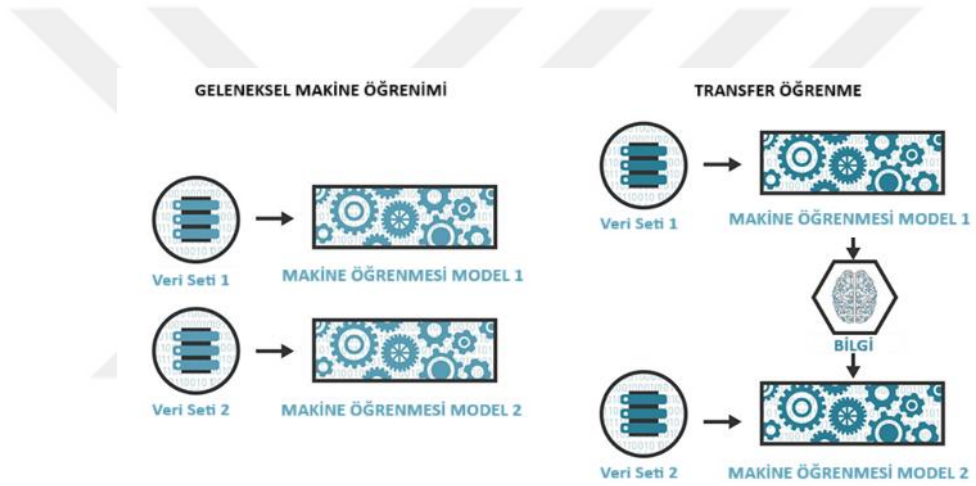 GELENEKSEL MAKİNE ÖĞRENİMİ
Veri Seti 1
MAKİNE ÖĞRENMESİ MODEL 1
Veri Seti 2
MAKİNE ÖĞRENMESİ MODEL 2
TRANSFER ÖĞRENME
Veri Seti 1
MAKİNE ÖĞRENMESİ MODEL 1
BİLGİ
Veri Seti 2
MAKİNE ÖĞRENMESİ MODEL 2